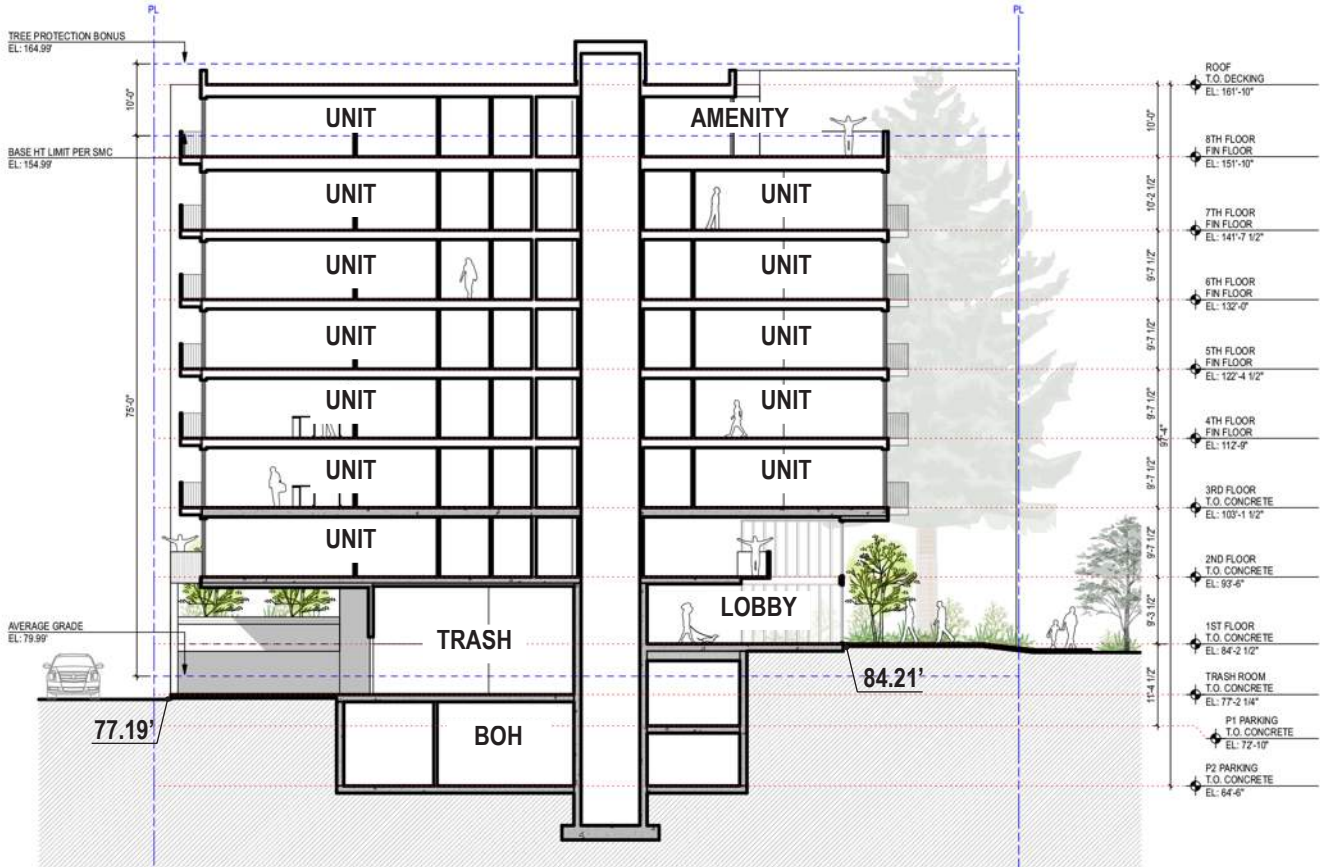 PL
PL
TREE PROTECTION BONUS
EL: 164.99'
10'-0"
BASE HT LIMIT PER SMC
EL: 154.99'
75'-0"
AVERAGE GRADE
EL: 79.99'
77.19'
UNIT
AMENITY
UNIT
UNIT
UNIT
UNIT
UNIT
UNIT
UNIT
UNIT
UNIT
UNIT
UNIT
LOBBY
TRASH
84.21'
BOH
10'-0"
10'-2 1/2"
9'-7 1/2"
9'-7 1/2"
9'-7 1/2"
97'-4"
9'-7 1/2"
9'-7 1/2"
9'-3 1/2"
11'-4 1/2"
ROOF
T.O. DECKING
EL: 161'-10"
8TH FLOOR
FIN FLOOR
EL: 151'-10"
7TH FLOOR
FIN FLOOR
EL: 141'-7 1/2"
6TH FLOOR
FIN FLOOR
EL: 132'-0"
5TH FLOOR
FIN FLOOR
EL: 122'-4 1/2"
4TH FLOOR
FIN FLOOR
EL: 112'-9"
3RD FLOOR
T.O. CONCRETE
EL: 103'-1 1/2"
2ND FLOOR
T.O. CONCRETE
EL: 93'-6"
1ST FLOOR
T.O. CONCRETE
EL: 84'-2 1/2"
TRASH ROOM
T.O. CONCRETE
EL: 77'-2 1/4"
P1 PARKING
T.O. CONCRETE
EL: 72'-10"
P2 PARKING
T.O. CONCRETE
EL: 64'-6"